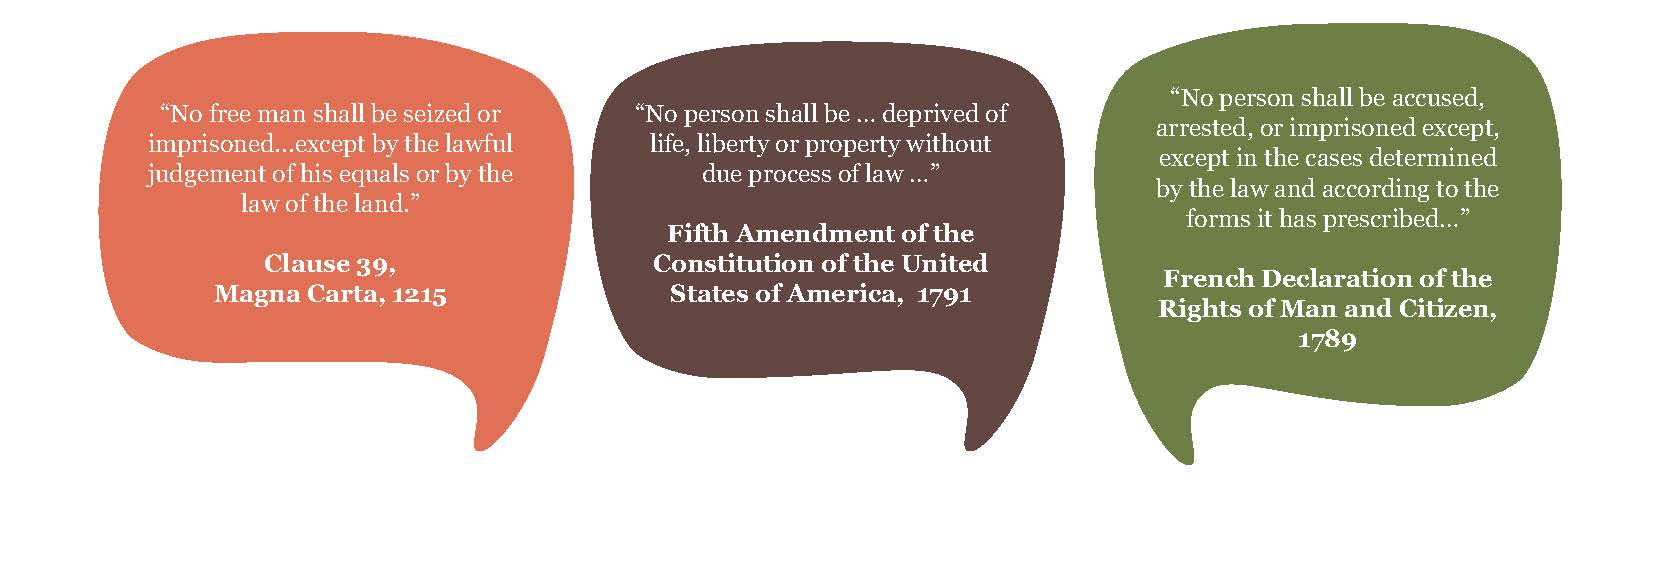 “No free man shall be seized or
imprisoned...except by the lawful
judgement of his equals or by the
law of the land.”
Clause 39,
Magna Carta, 1215
“No person shall be ... deprived of
life, liberty or property without
due process of law ...”
Fifth Amendment of the
Constitution of the United
States of America,  1791
“No person shall be accused,
arrested, or imprisoned except,
except in the cases determined
by the law and according to the
forms it has prescribed...”
French Declaration of the
Rights of Man and Citizen,
1789